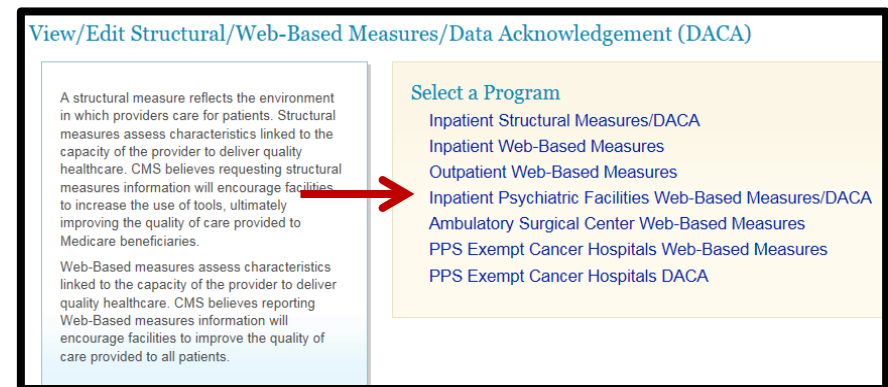 View/Edit Structural/Web-Based Measures/Data Acknowledgement (DACA)
A structural measure reflects the environment
in which providers care for patients. Structural
measures assess characteristics linked to the
capacity of the provider to deliver quality
healthcare. CMS believes requesting structural
measures information will encourage facilities
to increase the use of tools, ultimately
improving the quality of care provided to
Medicare beneficiaries.
Web-Based measures assess characteristics
linked to the capacity of the provider to deliver
quality healthcare. CMS believes reporting
Web-Based measures information will
encourage facilities to improve the quality of
care provided to all patients.
Select a Program
Inpatient Structural Measures/DACA
Inpatient Web-Based Measures
Outpatient Web-Based Measures
Inpatient Psychiatric Facilities Web-Based Measures/DACA
Ambulatory Surgical Center Web-Based Measures
PPS Exempt Cancer Hospitals Web-Based Measures
PPS Exempt Cancer Hospitals DACA